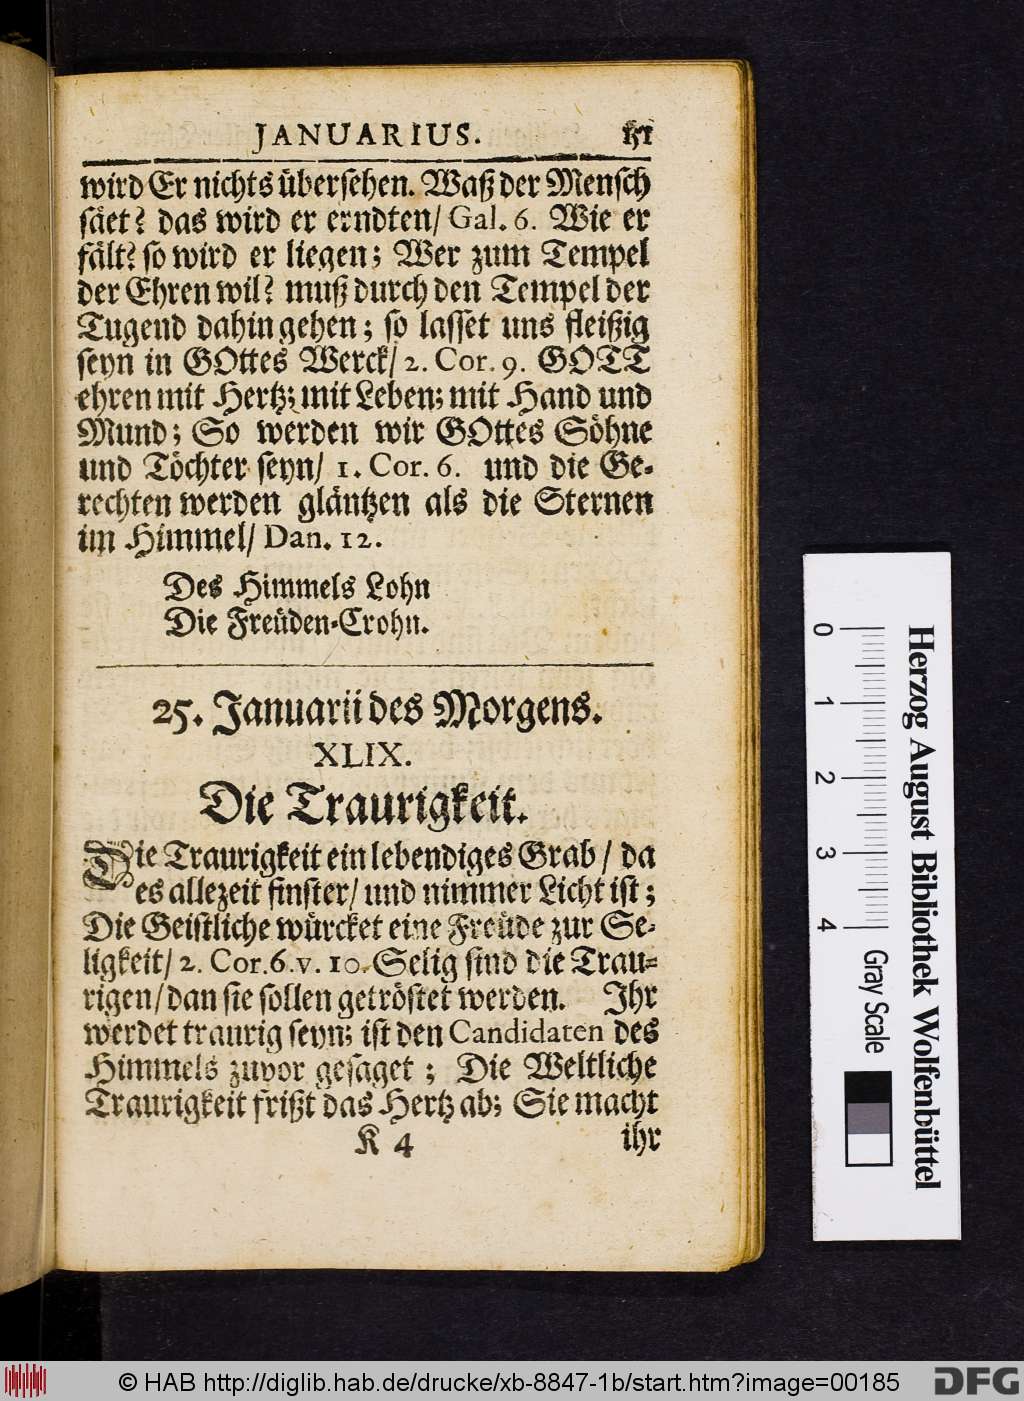 JANUARIUS. 151
wird Er nichts übersehen. Waß der Mensch
säet? das wird er erndten/ Gal. 6. Wie er
fält? so wird er liegen; Wer zum Tempel
der Ehren wil? muß durch den Tempel der
Tugend dahin gehen; so lasset uns fleißig
seyn in GOttes Werck/ 2. Cor. 9. GOTT
ehren mit Hertz; mit Leben; mit Hand und
Mund; So werden wir GOttes Söhne
und Töchter seyn/ 1. Cor. 6. und die Ge-
rechten werden gläntzen als die Sternen
im Himmel/ Dan. 12.
Des Himmels Lohn
Die Freüden-Crohn.
25. Januarii des Morgens.
XLIX.
Die Traurigkeit.
Die Traurigkeit ein lebendiges Grab / da
es allezeit finster/ und nimmer Licht ist;
Die Geistliche würcket eine Freüde zur Se-
ligkeit/ 2. Cor. 6. v. 10. Selig sind die Trau-
rigen/ dan sie sollen getröstet werden. Ihr
werdet traurig seyn; ist den Candidaten des
Himmels zuvor gesaget ; Die Weltliche
Traurigkeit frißt das Hertz ab; Sie macht
K 4 ihr
Herzog August Bibliothek Wolfenbüttel
0 1 2 3 4 Gray Scale
© HAB http://diglib.hab.de/drucke/xb-8847-1b/start.htm?image=00185
DFG